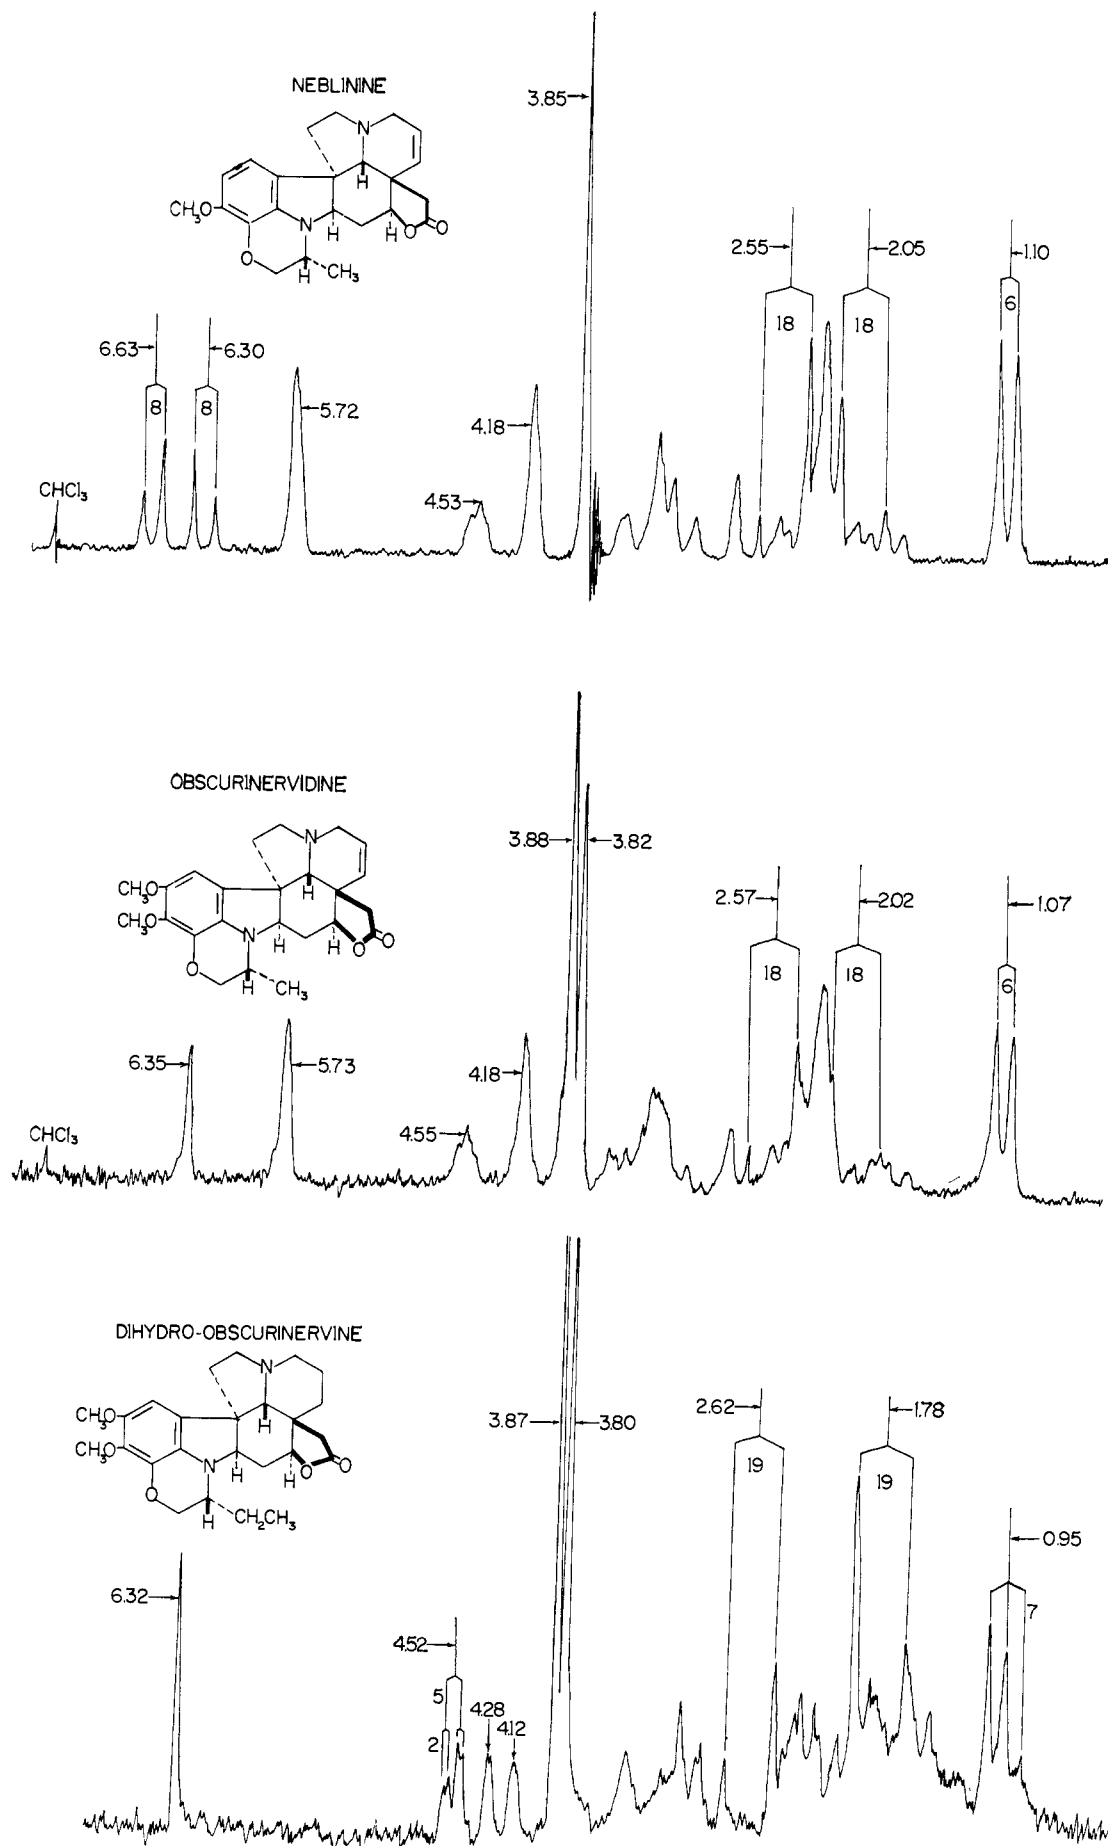 NEBLININE
3.85
N
H
CH₃O
N
H
H
O
O
O
H
CH₃
2.55
2.05
1.10
18
18
6
6.63
6.30
8
8
5.72
4.18
4.53
CHCl₃
OBSCURINERVIDINE
3.88
3.82
N
H
CH₃O
CH₃O
N
H
H
O
O
O
H
CH₃
2.57
2.02
1.07
18
18
6
6.35
5.73
4.18
4.55
CHCl₃
DIHYDRO-OBSCURINERVINE
3.87
3.80
N
H
CH₃O
CH₃O
N
H
H
O
O
O
H
CH₂CH₃
2.62
1.78
19
19
0.95
7
6.32
4.52
5
2
4.28
4.12